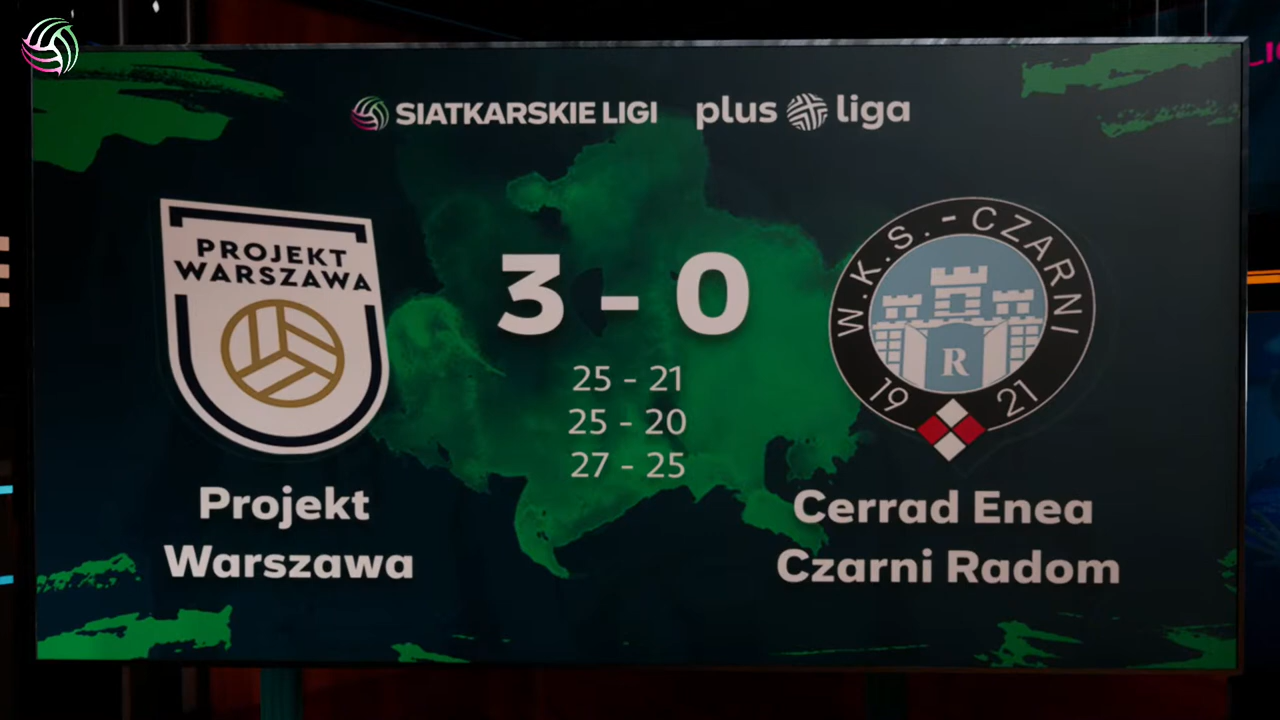 SIATKARSKIE LIGI plus liga
PROJEKT
WARSZAWA
3 - 0
W.K.S.-CZARNI
R
19 21
25 - 21
25 - 20
27 - 25
Projekt
Warszawa
Cerrad Enea
Czarni Radom